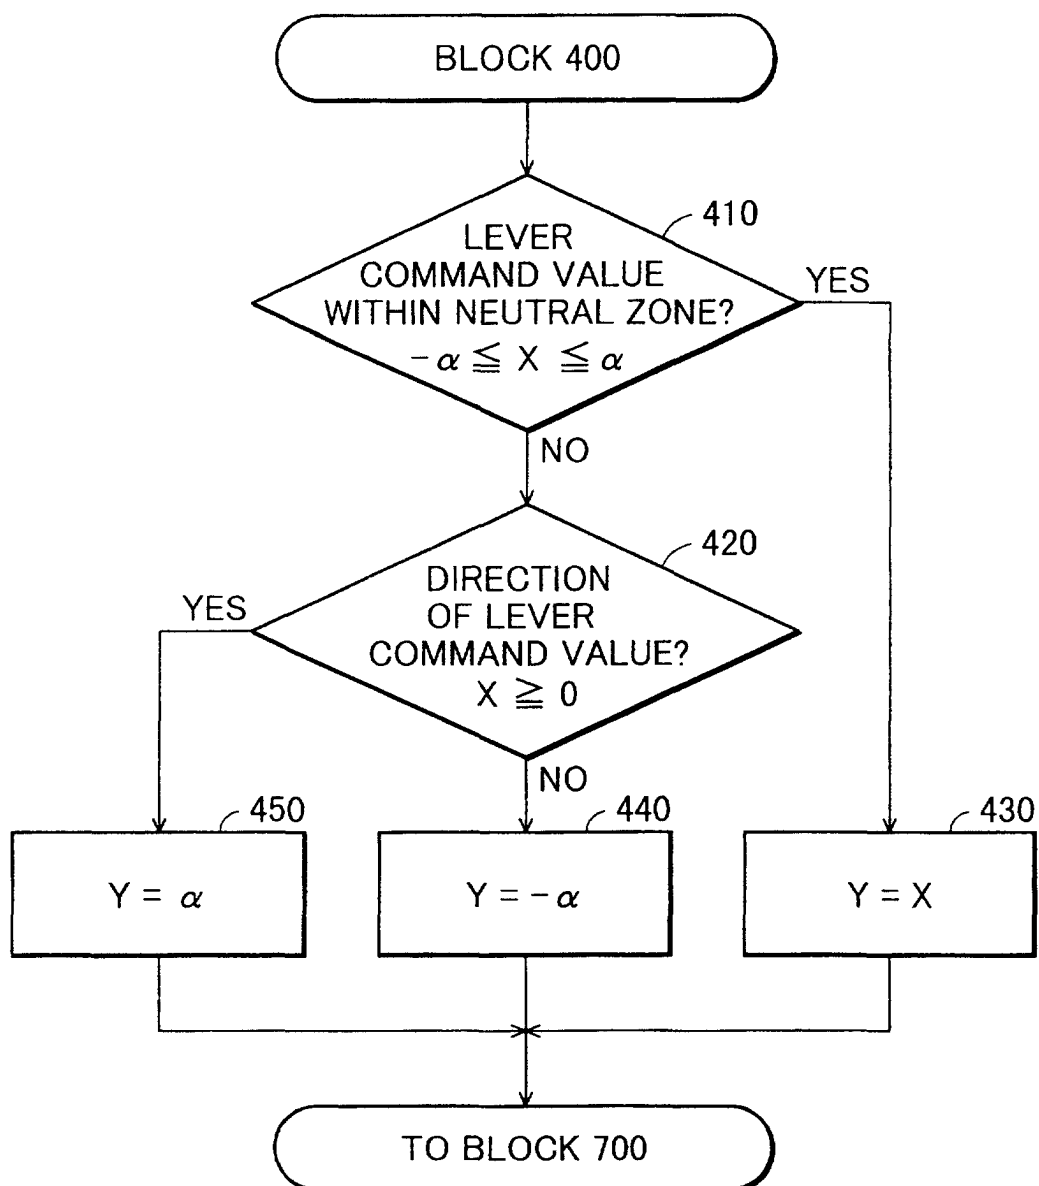 BLOCK 400
410
LEVER
COMMAND VALUE
WITHIN NEUTRAL ZONE?
-α ≦ X ≦ α
YES
NO
420
DIRECTION
OF LEVER
COMMAND VALUE?
X ≧ 0
YES
NO
450
Y = α
440
Y = -α
430
Y = X
TO BLOCK 700